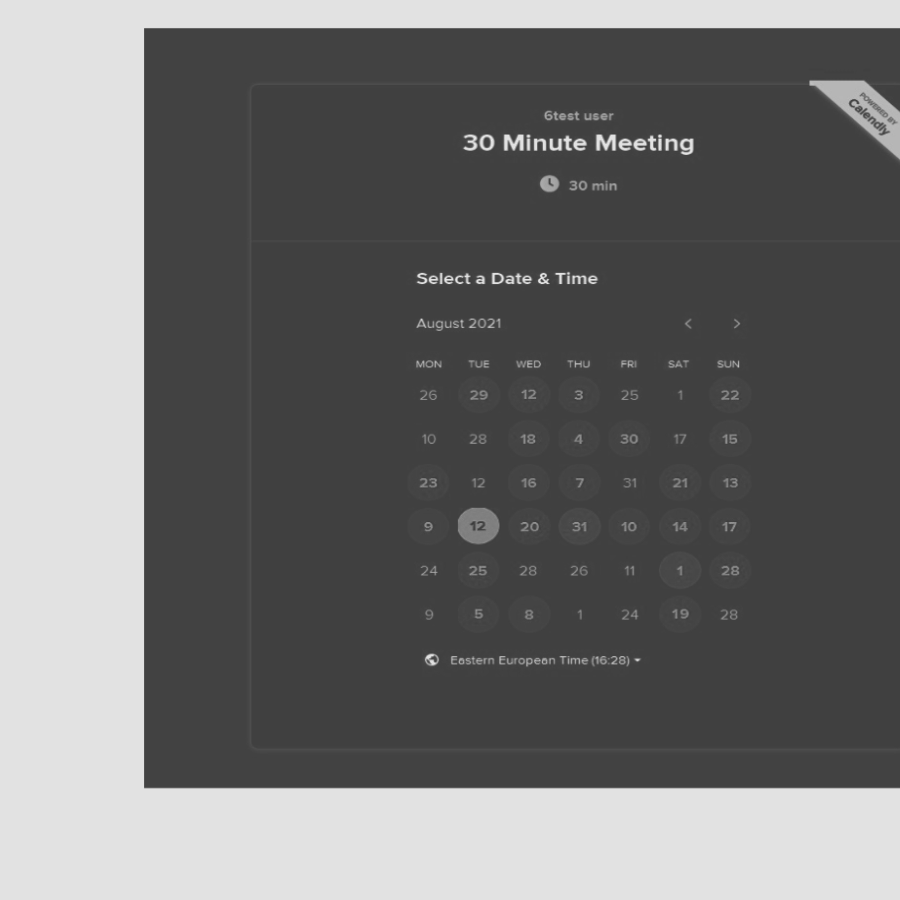 POWERED BY
Calendly
6test user
30 Minute Meeting
30 min
Select a Date & Time
August 2021
MON TUE WED THU FRI SAT SUN
26 29 12 3 25 1 22
10 28 18 4 30 17 15
23 12 16 7 31 21 13
9 12 20 31 10 14 17
24 25 28 26 11 1 28
9 5 8 1 24 19 28
Eastern European Time (16:28)